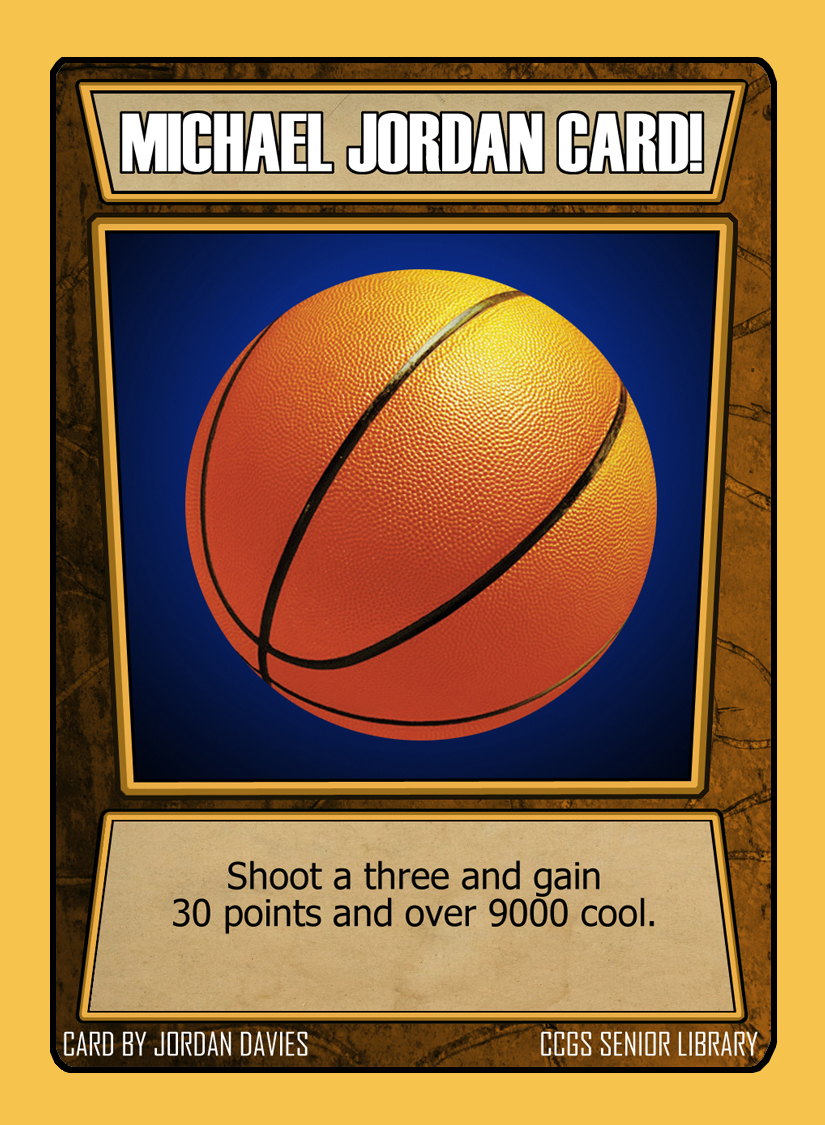 MICHAEL JORDAN CARD!
Shoot a three and gain
30 points and over 9000 cool.
CARD BY JORDAN DAVIES
CCGS SENIOR LIBRARY